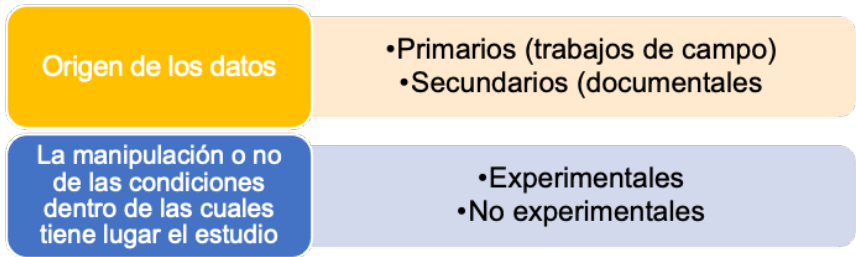 Origen de los datos
•Primarios (trabajos de campo)
•Secundarios (documentales
La manipulación o no
de las condiciones
dentro de las cuales
tiene lugar el estudio
•Experimentales
•No experimentales